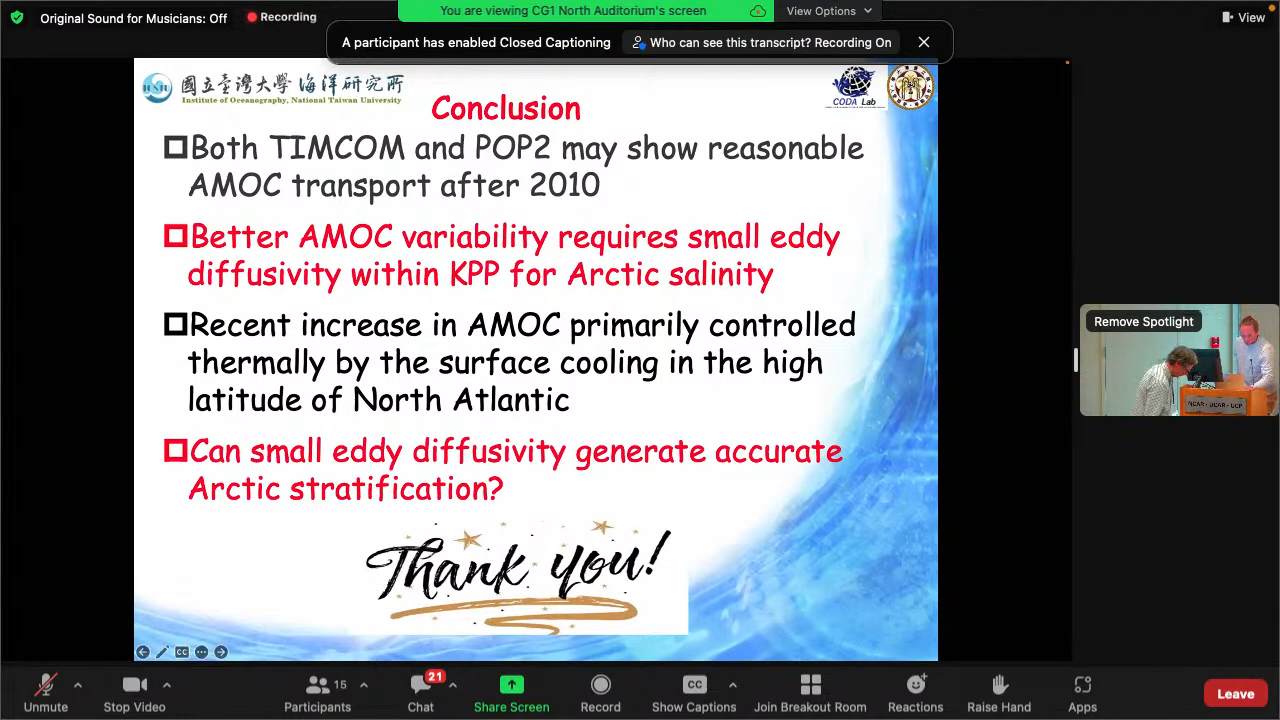 Original Sound for Musicians: Off
Recording
You are viewing CG1 North Auditorium's screen
View Options
View
A participant has enabled Closed Captioning
Who can see this transcript? Recording On
國立臺灣大學 海洋研究所
Institute of Oceanography, National Taiwan University
CODA Lab
Conclusion
Both TIMCOM and POP2 may show reasonable
AMOC transport after 2010
Better AMOC variability requires small eddy
diffusivity within KPP for Arctic salinity
Recent increase in AMOC primarily controlled
thermally by the surface cooling in the high
latitude of North Atlantic
Can small eddy diffusivity generate accurate
Arctic stratification?
Thank you!
Remove Spotlight
NCAR - UCAR - UCP
CC
Unmute
Stop Video
15
Participants
21
Chat
Share Screen
Record
CC
Show Captions
Join Breakout Room
Reactions
Raise Hand
Apps
Leave